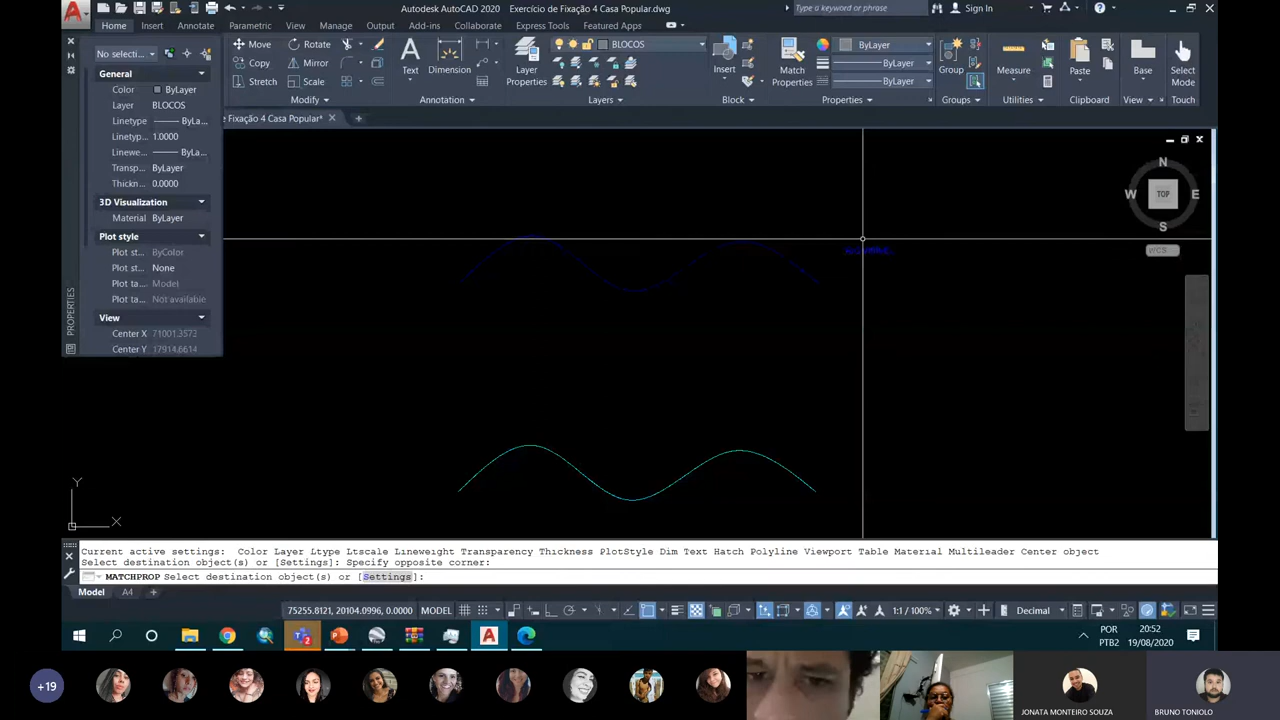 Autodesk AutoCAD 2020 Exercício de Fixação 4 Casa Popular.dwg
Type a keyword or phrase
Sign In
Home Insert Annotate Parametric View Manage Output Add-ins Collaborate Express Tools Featured Apps
No selecti...
Move Rotate
Copy Mirror
Stretch Scale
Modify
Text
Dimension
Annotation
Layer
Properties
BLOCOS
Layers
Insert
Block
Match
Properties
ByLayer
ByLayer
ByLayer
Properties
Group
Groups
Measure
Utilities
Paste
Clipboard
Base
View
Select
Mode
Touch
e Fixação 4 Casa Popular*
General
Color ByLayer
Layer BLOCOS
Linetype ByLa...
Linetyp... 1.0000
Linewe... ByLa...
Transp... ByLayer
Thickn... 0.0000
3D Visualization
Material ByLayer
Plot style
Plot st... ByColor
Plot st... None
Plot ta... Model
Plot ta... Not available
View
Center X 71001.3573
Center Y 17914.6614
PROPERTIES
N
W TOP E
S
WCS
Y
X
Current active settings: Color Layer Ltype Ltscale Lineweight Transparency Thickness PlotStyle Dim Text Hatch Polyline Viewport Table Material Multileader Center object
Select destination object(s) or [Settings]: Specify opposite corner:
MATCHPROP Select destination object(s) or [Settings]:
Model A4
75255.8121, 20104.0996, 0.0000 MODEL 1:1 / 100% Decimal
POR
PTB2
20:52
19/08/2020
+19
JONATA MONTEIRO SOUZA
BRUNO TONIOLO